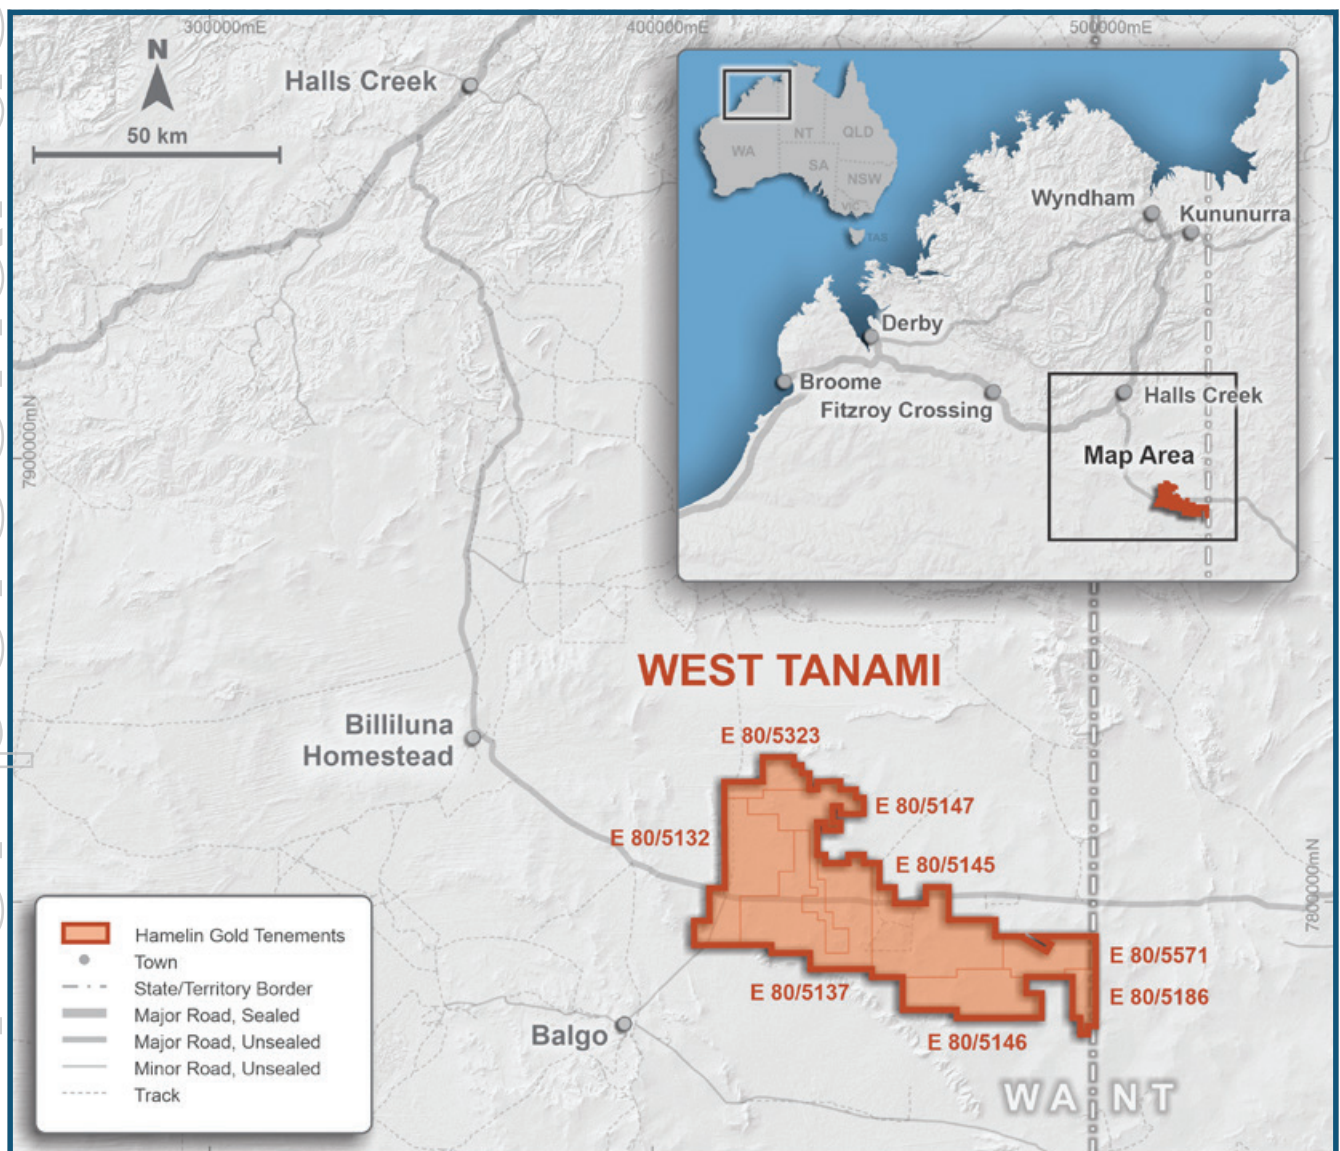 300000mE
400000mE
500000mE
N
50 km
Halls Creek
WA
NT
QLD
SA
NSW
VIC
TAS
Wyndham
Kununurra
Derby
Broome
Fitzroy Crossing
Halls Creek
Map Area
7900000mN
WEST TANAMI
Billiluna
Homestead
E 80/5323
E 80/5147
E 80/5132
E 80/5145
7800000mN
E 80/5571
E 80/5137
E 80/5186
E 80/5146
Balgo
WA
NT
Hamelin Gold Tenements
Town
State/Territory Border
Major Road, Sealed
Major Road, Unsealed
Minor Road, Unsealed
Track